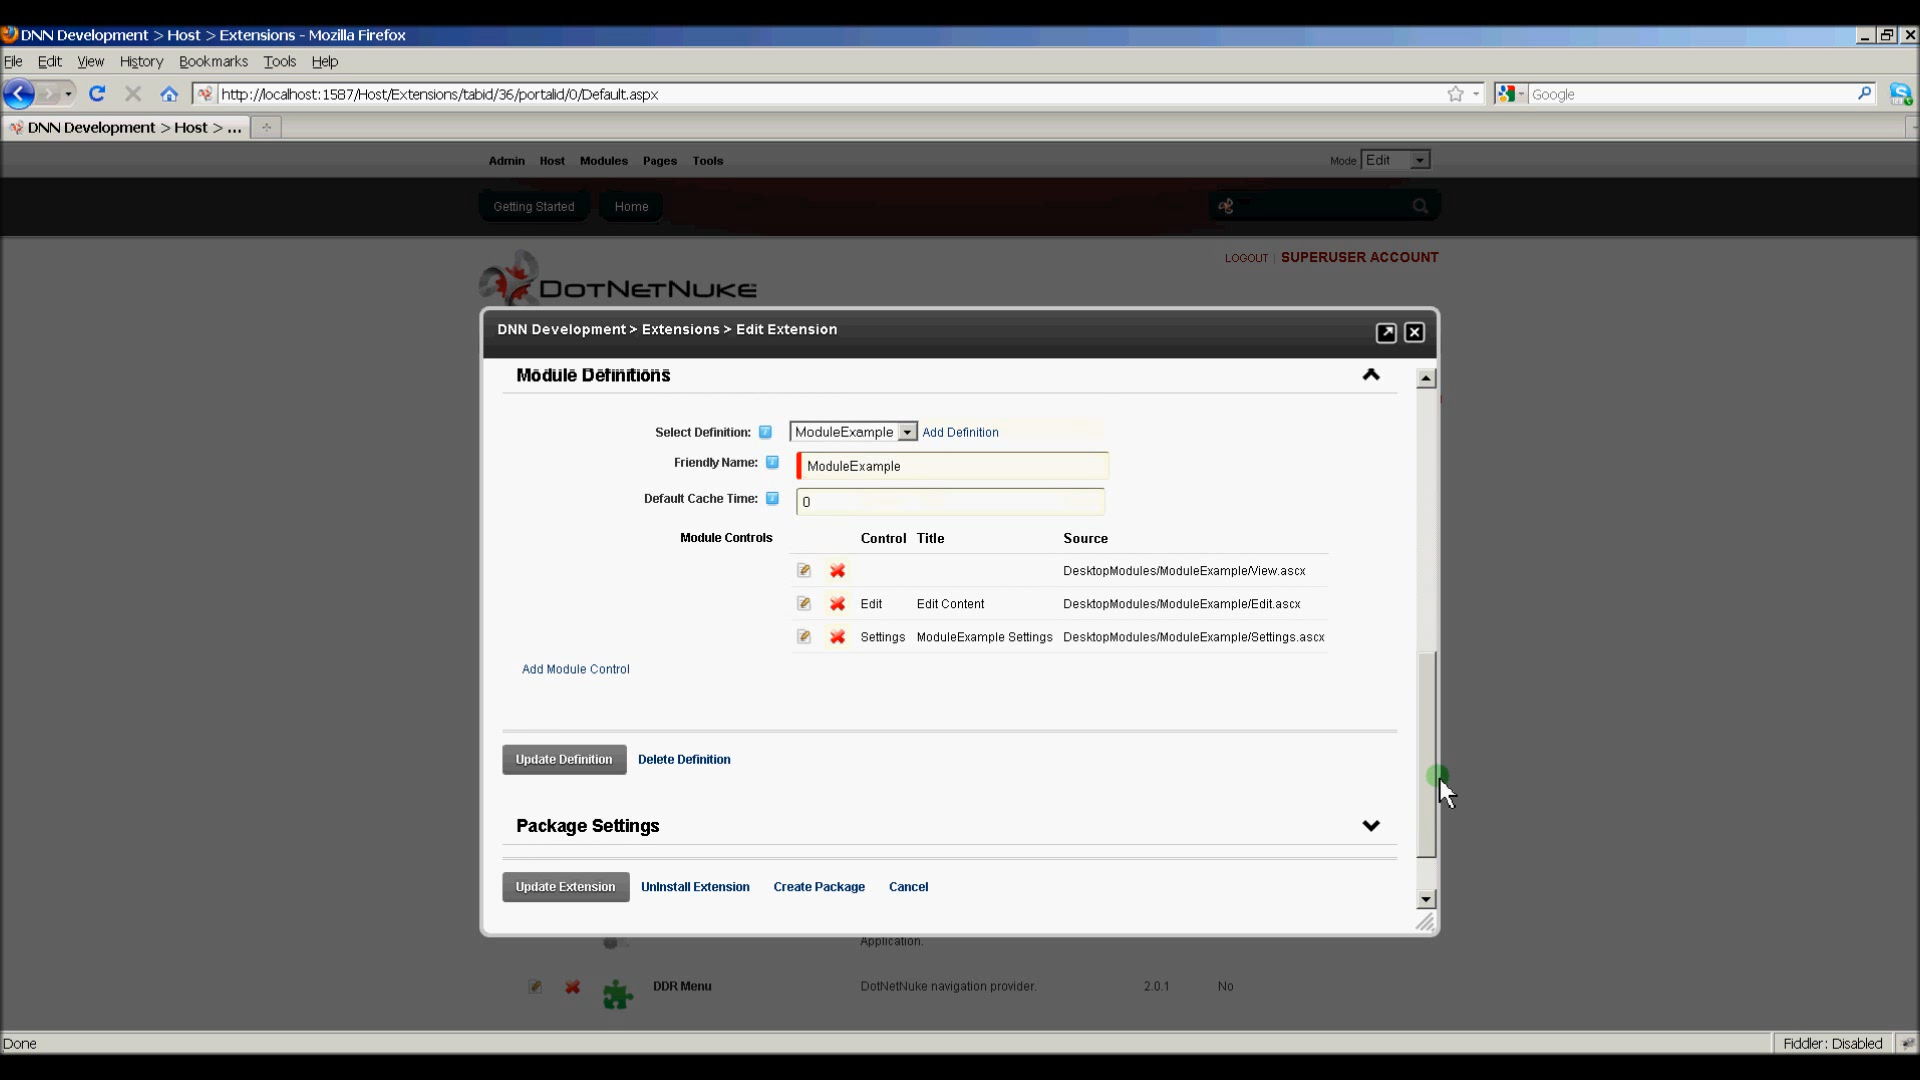 DNN Development > Host > Extensions - Mozilla Firefox
File Edit View History Bookmarks Tools Help
http://localhost:1587/Host/Extensions/tabid/36/portalid/0/Default.aspx Google
DNN Development > Host > ...
Admin Host Modules Pages Tools Mode Edit
Getting Started Home
LOGOUT | SUPERUSER ACCOUNT
DOTNETNUKE
DNN Development > Extensions > Edit Extension
Module Definitions
Select Definition: ModuleExample Add Definition
Friendly Name: ModuleExample
Default Cache Time: 0
Module Controls Control Title Source
DesktopModules/ModuleExample/View.ascx
Edit Edit Content DesktopModules/ModuleExample/Edit.ascx
Settings ModuleExample Settings DesktopModules/ModuleExample/Settings.ascx
Add Module Control
Update Definition Delete Definition
Package Settings
Update Extension UnInstall Extension Create Package Cancel
Application.
DDR Menu DotNetNuke navigation provider. 2.0.1 No
Done Fiddler: Disabled